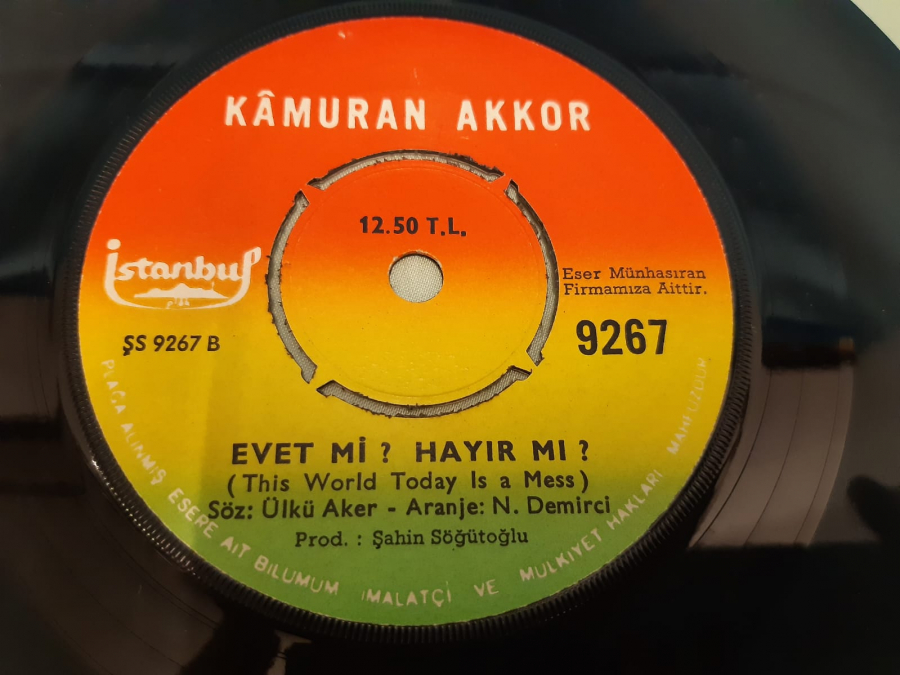 KÂMURAN AKKOR
12.50 T.L.
istanbul
Eser Münhasıran
Firmamıza Aittir.
ŞS 9267 B
9267
EVET Mİ ? HAYIR MI ?
(This World Today Is a Mess)
Söz: Ülkü Aker - Aranje: N. Demirci
Prod. : Şahin Söğütoğlu
PLAĞA ALINMIŞ ESERE AİT BİLUMUM İMALATÇİ VE MULKİYET HAKLARI MAHFUZDUR